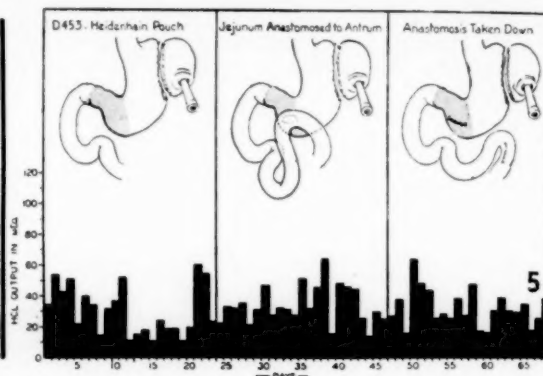 D453 - Heidenhain Pouch
Jejunum Anastomosed to Antrum
Anastomosis Taken Down
HCL OUTPUT IN MEQ
120
100
80
60
40
20
0
5
5 10 15 20 25 30 35 40 45 50 55 60 65
DAYS